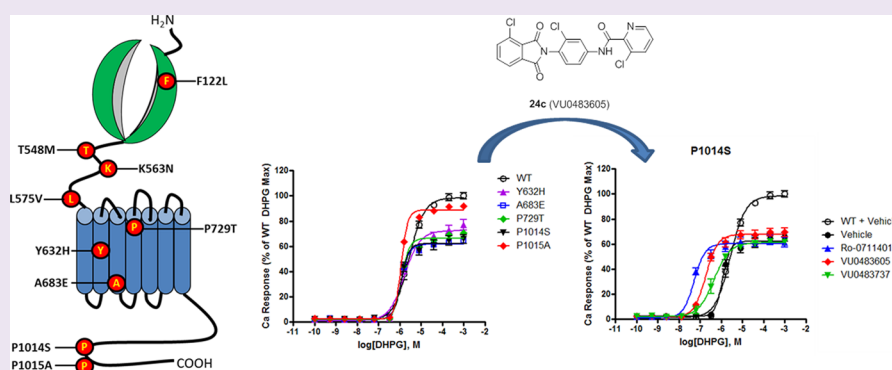 H2N
F
F122L
T548M
T
K
K563N
L575V
L
P
P729T
Y632H
Y
A683E
A
P1014S
P
P1015A
P
COOH
Cl
O
N
O
Cl
NH
O
N
Cl
24c (VU0483605)
Ca Response (% of WT DHPG Max)
120
100
80
60
40
20
0
-11 -10 -9 -8 -7 -6 -5 -4 -3 -2
log[DHPG], M
WT
Y632H
A683E
P729T
P1014S
P1015A
P1014S
Ca Response (% of WT DHPG Max)
120
100
80
60
40
20
0
-11 -10 -9 -8 -7 -6 -5 -4 -3 -2
log[DHPG], M
WT + Vehic
Vehicle
Ro-0711401
VU0483605
VU0483737